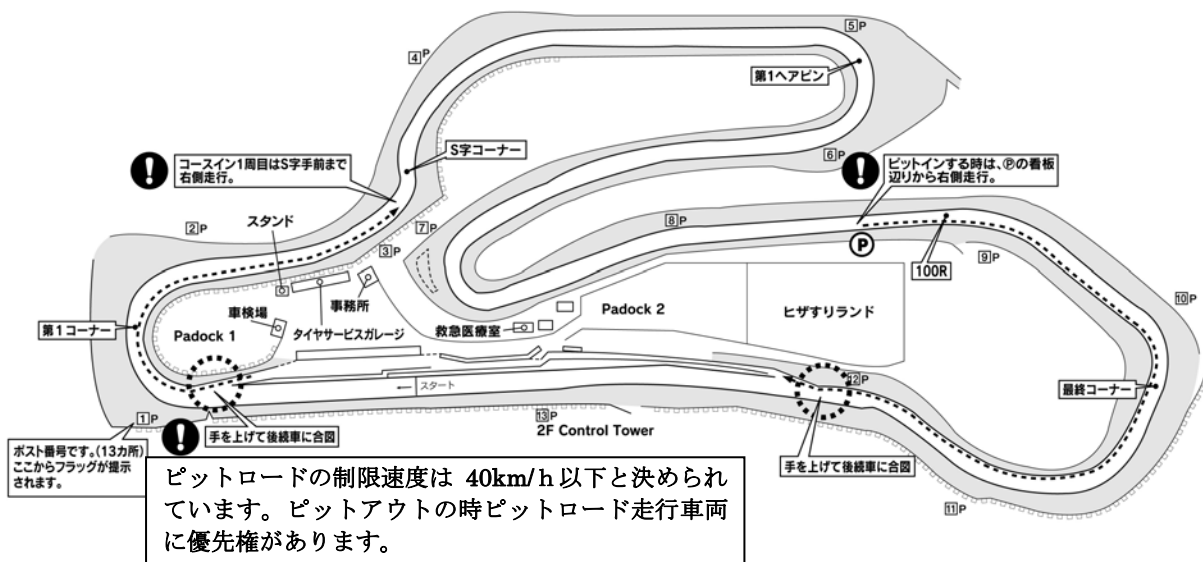 5P
4P
第1ヘアピン
S字コーナー
6P
コースイン1周目はS字手前まで
右側走行。
ピットインする時は、Ⓟの看板
辺りから右側走行。
2P
スタンド
7P
8P
3P
P
100R
9P
事務所
10P
第1コーナー
車検場
Padock 1
タイヤサービスガレージ
救急医療室
Padock 2
ヒザすりランド
←スタート
12P
最終コーナー
1P
13P
2F Control Tower
手を上げて後続車に合図
手を上げて後続車に合図
ポスト番号です。(13カ所)
ここからフラッグが提示
されます。
11P
ピットロードの制限速度は 40km/ｈ以下と決められ
ています。ピットアウトの時ピットロード走行車両
に優先権があります。